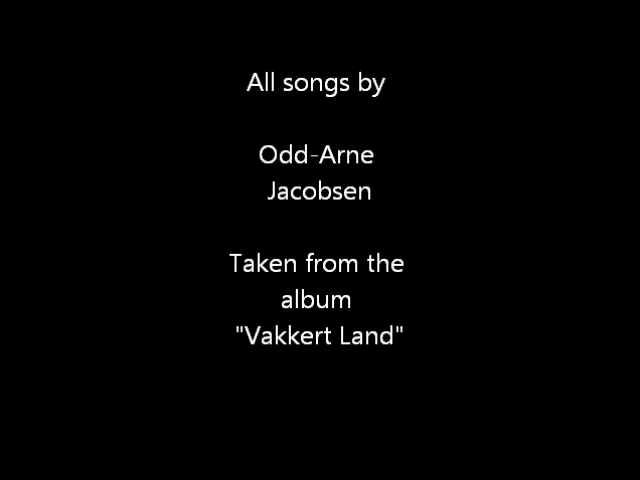 All songs by
Odd-Arne
Jacobsen
Taken from the
album
"Vakkert Land"